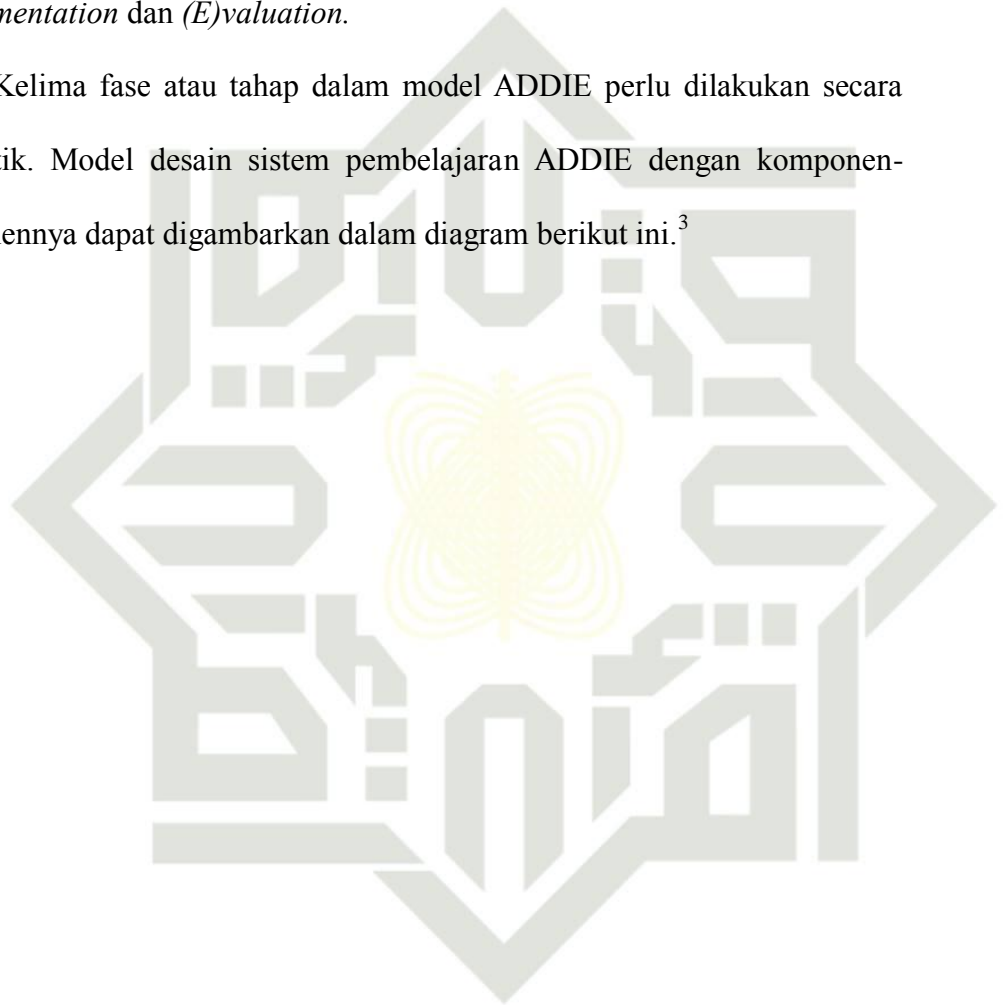 mentation dan (E)valuation.
Kelima fase atau tahap dalam model ADDIE perlu dilakukan secara
tik. Model desain sistem pembelajaran ADDIE dengan komponen-
ennya dapat digambarkan dalam diagram berikut ini.3